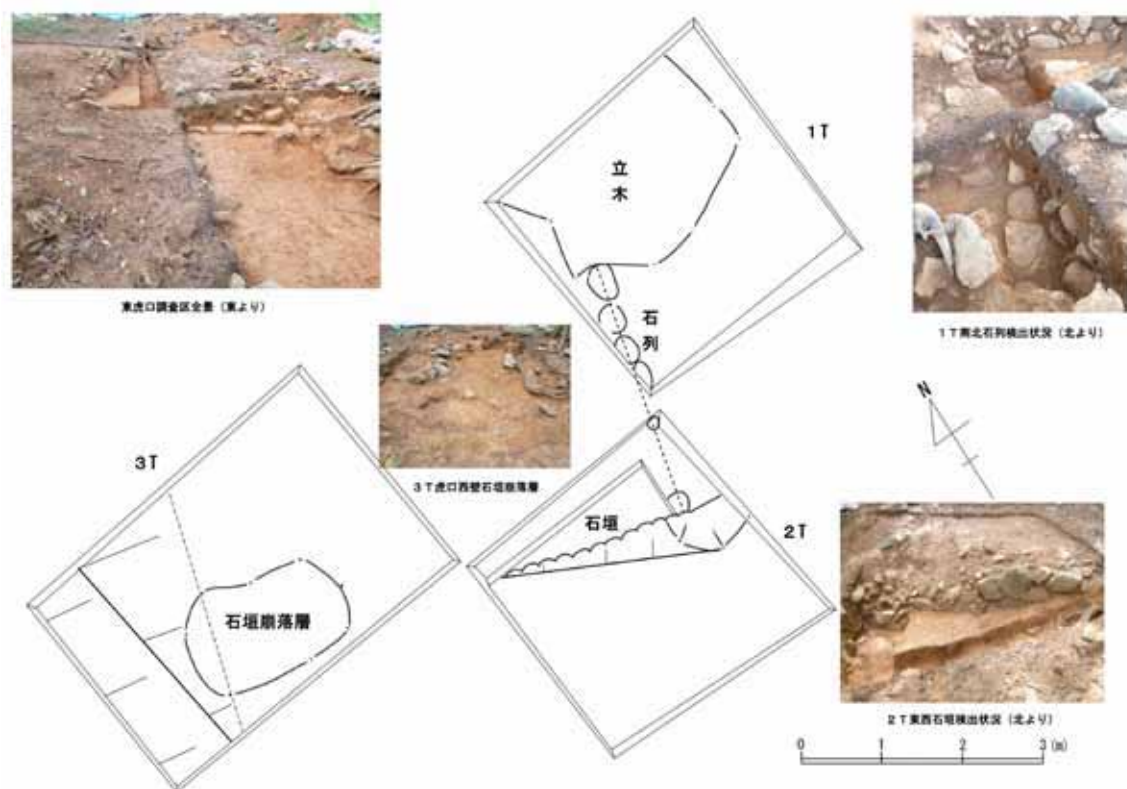 東虎口調査区全景（東より）
1T
立木
石列
1T南北石列検出状況（北より）
N
3T虎口西壁石垣崩落層
3T
石垣
2T
石垣崩落層
2T東西石垣検出状況（北より）
0 1 2 3(m)